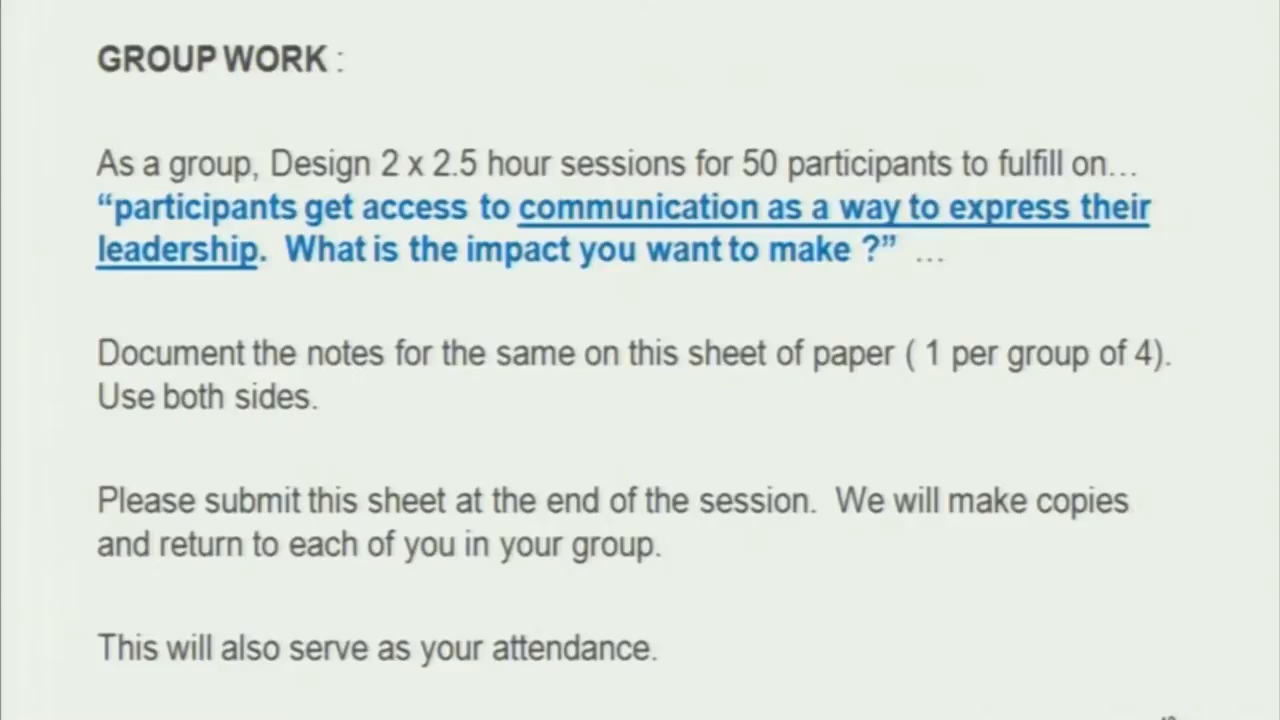 GROUP WORK :
As a group, Design 2 x 2.5 hour sessions for 50 participants to fulfill on...
“participants get access to communication as a way to express their
leadership. What is the impact you want to make ?” ...
Document the notes for the same on this sheet of paper ( 1 per group of 4).
Use both sides.
Please submit this sheet at the end of the session. We will make copies
and return to each of you in your group.
This will also serve as your attendance.